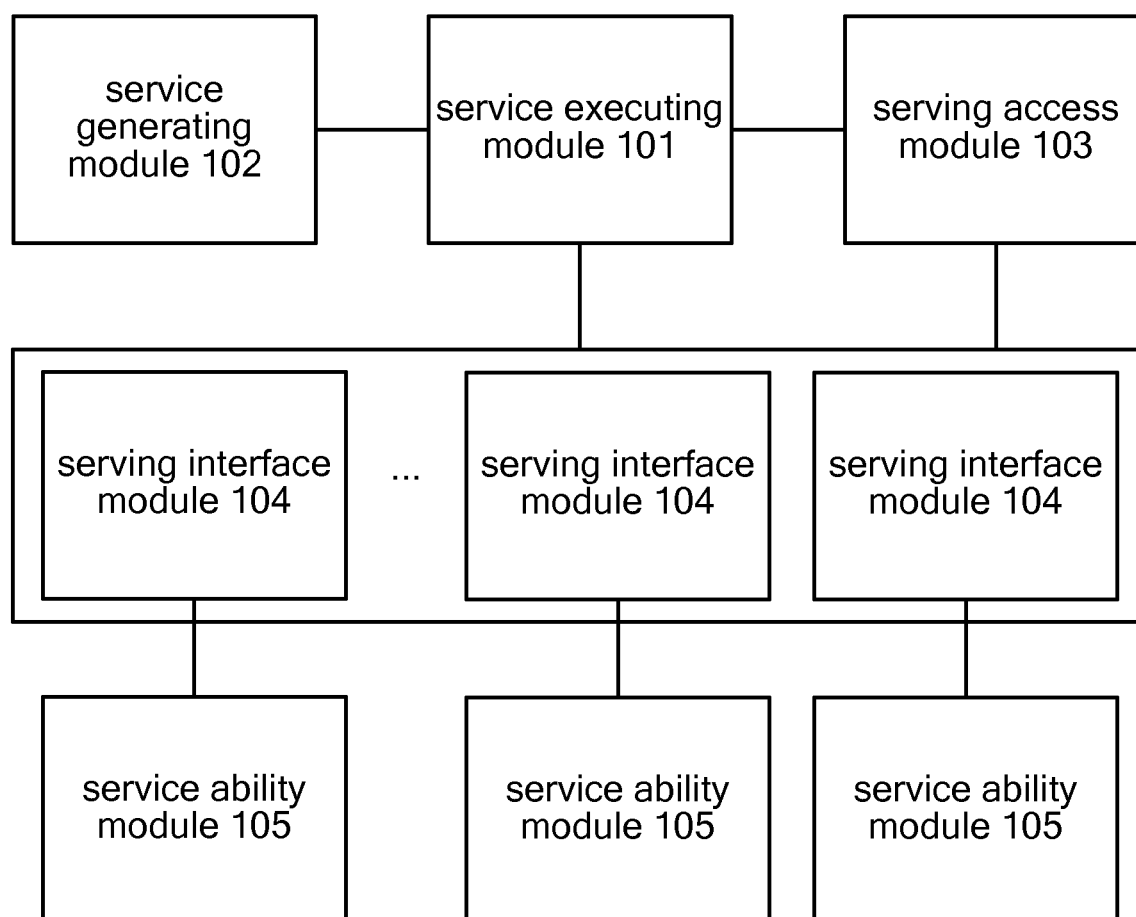 service
generating
module 102
service executing
module 101
serving access
module 103
serving interface
module 104
...
serving interface
module 104
serving interface
module 104
service ability
module 105
service ability
module 105
service ability
module 105